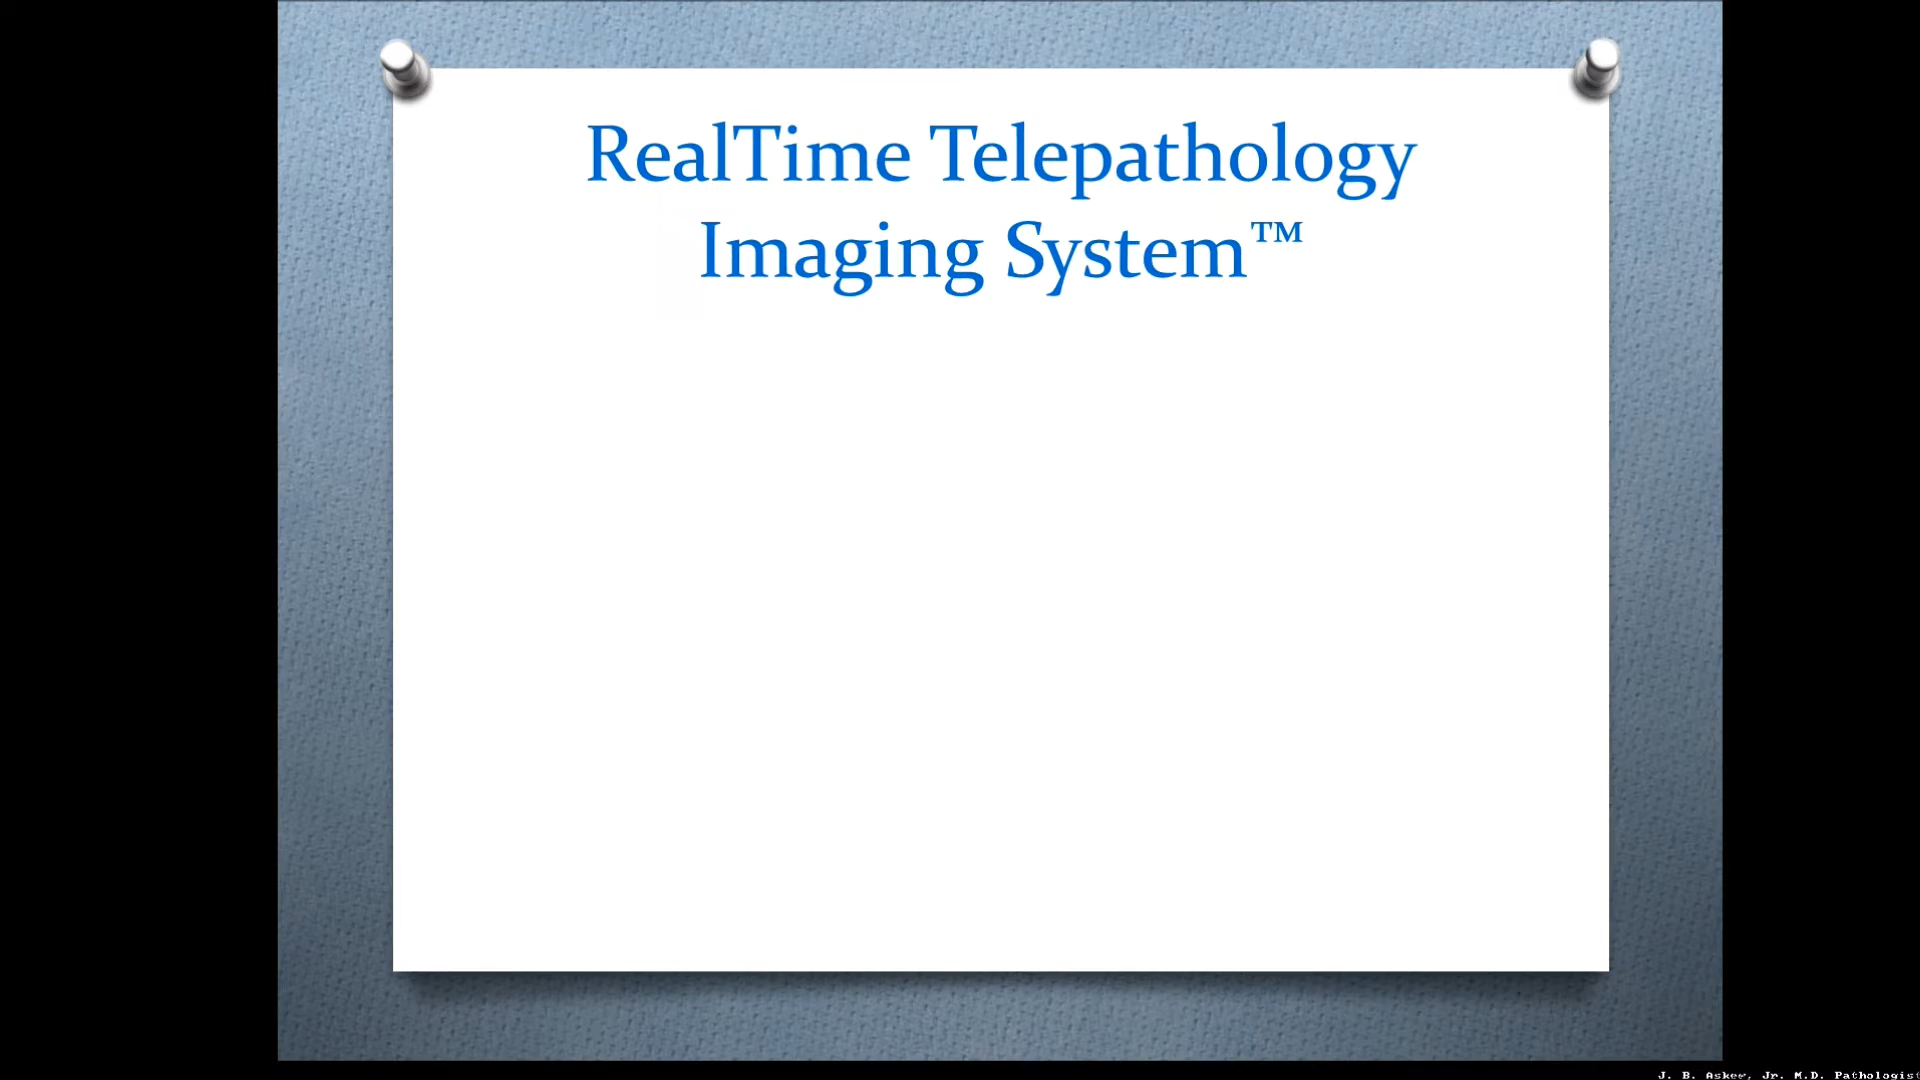 RealTime Telepathology
Imaging System™
J. B. Askew, Jr. M.D. Pathologist